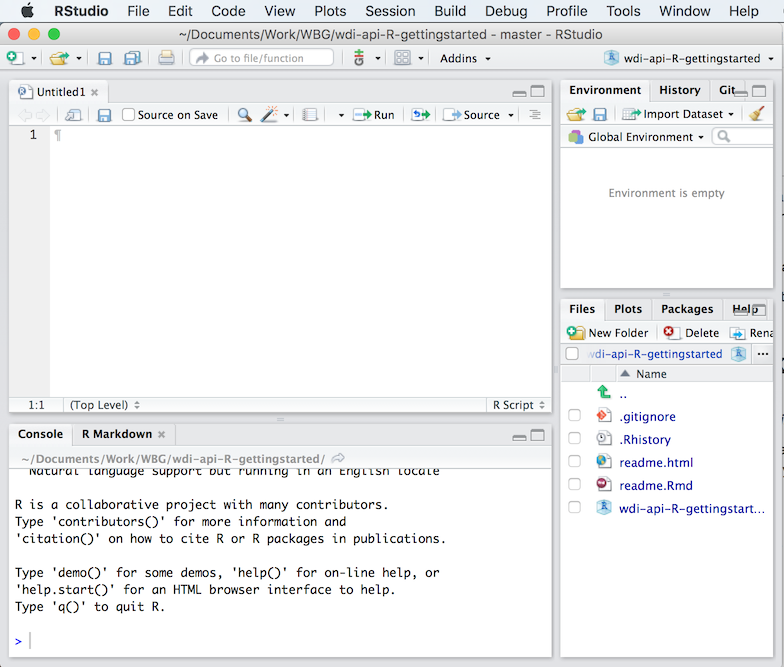 RStudio File Edit Code View Plots Session Build Debug Profile Tools Window Help
~/Documents/Work/WBG/wdi-api-R-gettingstarted - master - RStudio
Go to file/function Addins wdi-api-R-gettingstarted
Untitled1
Source on Save Run Source
1 ¶
1:1 (Top Level) R Script
Console R Markdown
~/Documents/Work/WBG/wdi-api-R-gettingstarted/
Natural language support but running in an English locale
R is a collaborative project with many contributors.
Type 'contributors()' for more information and
'citation()' on how to cite R or R packages in publications.
Type 'demo()' for some demos, 'help()' for on-line help, or
'help.start()' for an HTML browser interface to help.
Type 'q()' to quit R.
>
Environment History Git
Import Dataset
Global Environment
Environment is empty
Files Plots Packages Help
New Folder Delete Rena
wdi-api-R-gettingstarted ...
Name
..
.gitignore
.Rhistory
readme.html
readme.Rmd
wdi-api-R-gettingstart...